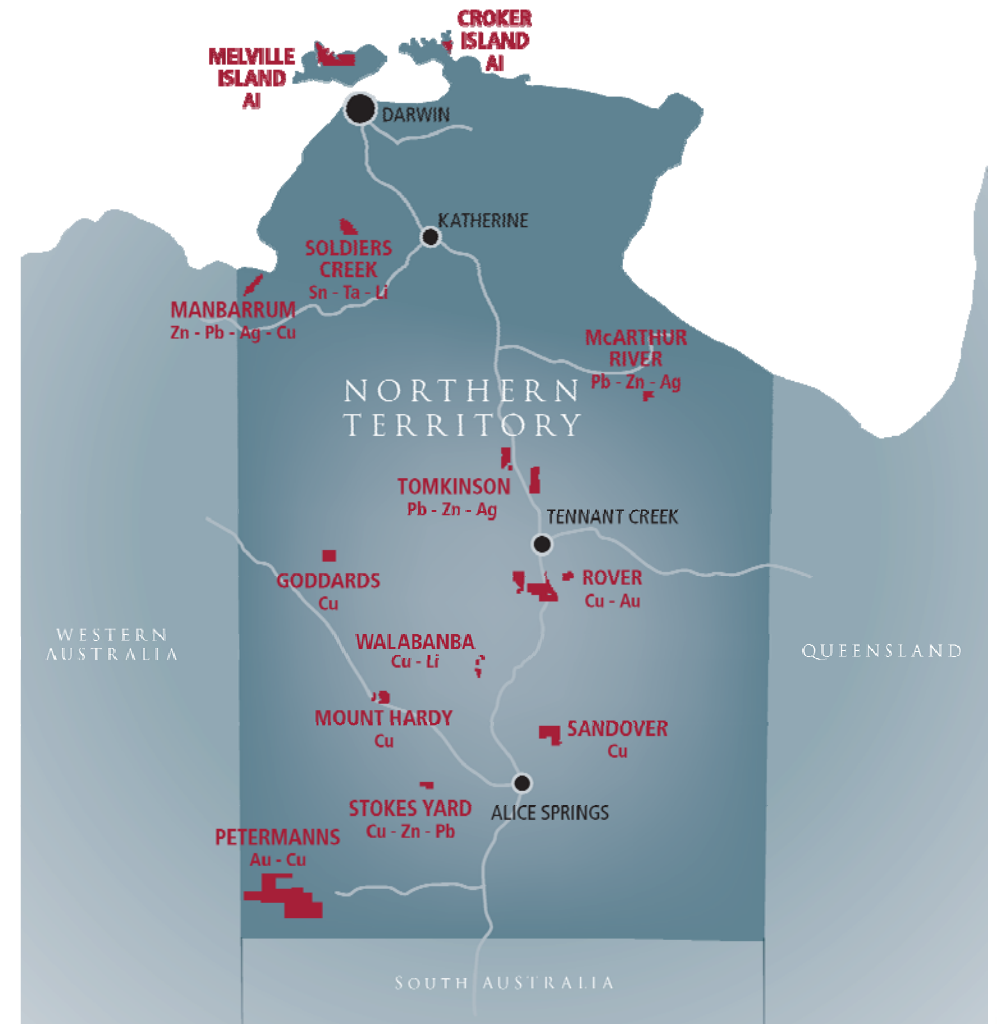 CROKER
ISLAND
Al
MELVILLE
ISLAND
Al
DARWIN
KATHERINE
SOLDIERS
CREEK
Sn - Ta - Li
MANBARRUM
Zn - Pb - Ag - Cu
McARTHUR
RIVER
Pb - Zn - Ag
NORTHERN
TERRITORY
TOMKINSON
Pb - Zn - Ag
TENNANT CREEK
GODDARDS
Cu
ROVER
Cu - Au
WESTERN
AUSTRALIA
WALABANBA
Cu - Li
QUEENSLAND
MOUNT HARDY
Cu
SANDOVER
Cu
STOKES YARD
Cu - Zn - Pb
ALICE SPRINGS
PETERMANNS
Au - Cu
SOUTH AUSTRALIA